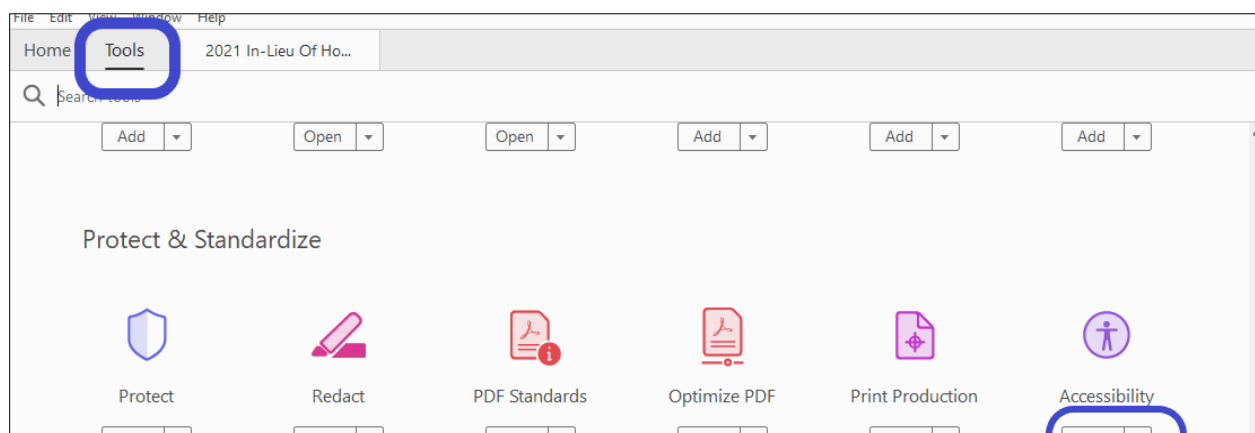 File Edit View Window Help
Home Tools 2021 In-Lieu Of Ho...
Search tools
Add Open Open Add Add Add
Protect & Standardize
Protect Redact PDF Standards Optimize PDF Print Production Accessibility